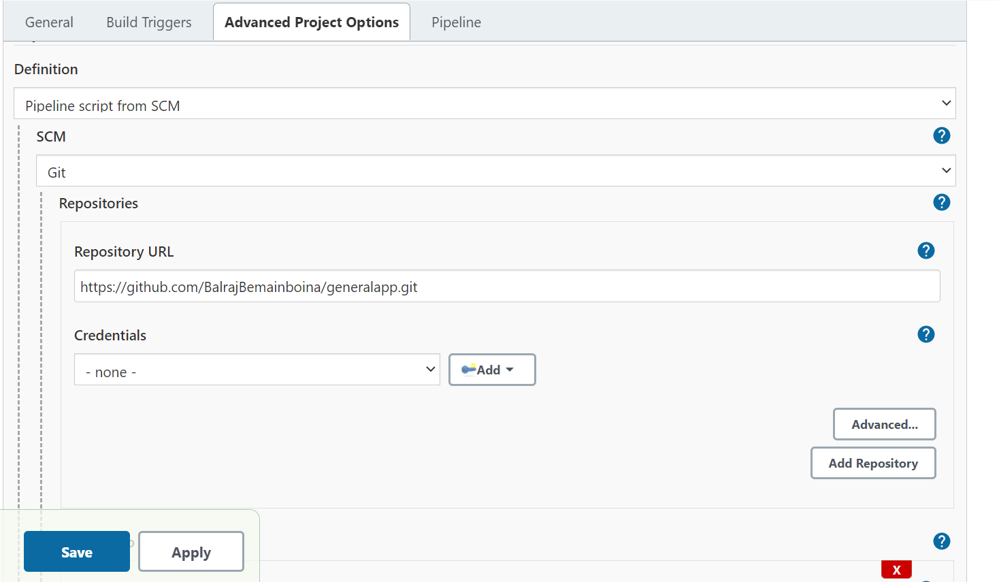 General Build Triggers Advanced Project Options Pipeline
Definition
Pipeline script from SCM
SCM
?
Git
Repositories
?
Repository URL
?
https://github.com/BalrajBemainboina/generalapp.git
Credentials
?
- none -
Add
Advanced...
Add Repository
?
Save
Apply
X